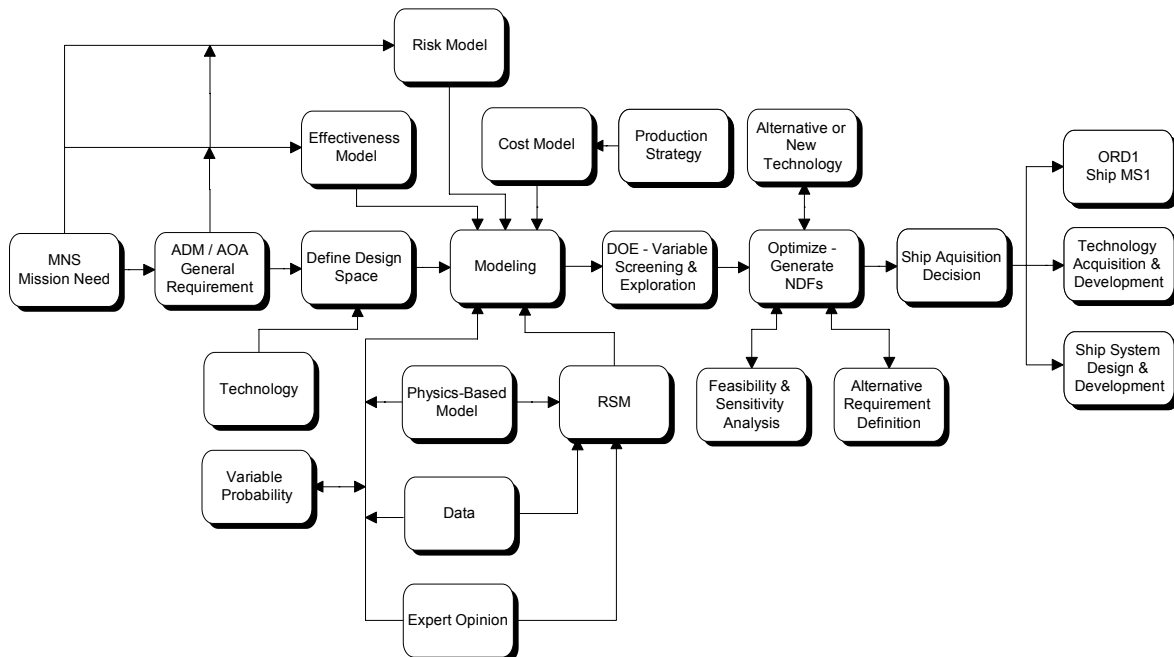 Risk Model
Effectiveness
Model
Cost Model
Production
Strategy
Alternative or
New
Technology
ORD1
Ship MS1
MNS
Mission Need
ADM / AOA
General
Requirement
Define Design
Space
Modeling
DOE - Variable
Screening &
Exploration
Optimize -
Generate
NDFs
Ship Aquisition
Decision
Technology
Acquisition &
Development
Technology
Physics-Based
Model
RSM
Feasibility &
Sensitivity
Analysis
Alternative
Requirement
Definition
Ship System
Design &
Development
Variable
Probability
Data
Expert Opinion